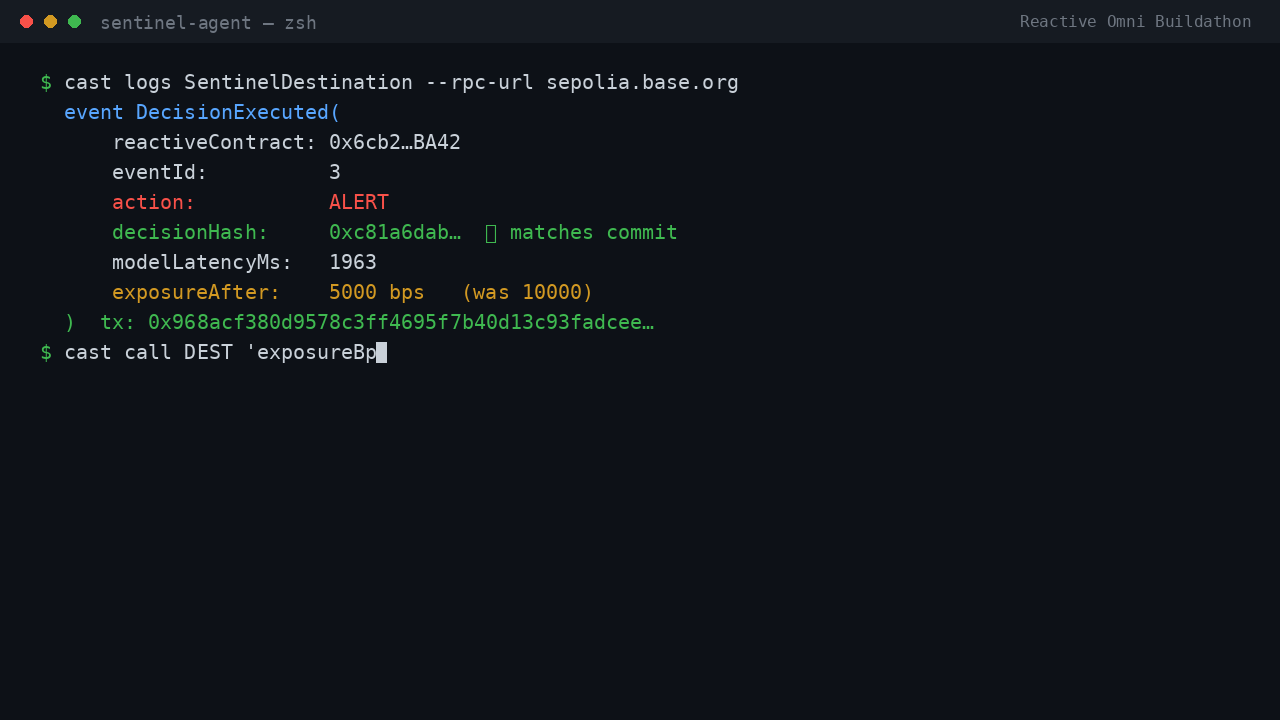 sentinel-agent — zsh
Reactive Omni Buildathon
$ cast logs SentinelDestination --rpc-url sepolia.base.org
event DecisionExecuted(
reactiveContract: 0x6cb2…BA42
eventId: 3
action: ALERT
decisionHash: 0xc81a6dab… ▯ matches commit
modelLatencyMs: 1963
exposureAfter: 5000 bps (was 10000)
) tx: 0x968acf380d9578c3ff4695f7b40d13c93fadcee…
$ cast call DEST 'exposureBp